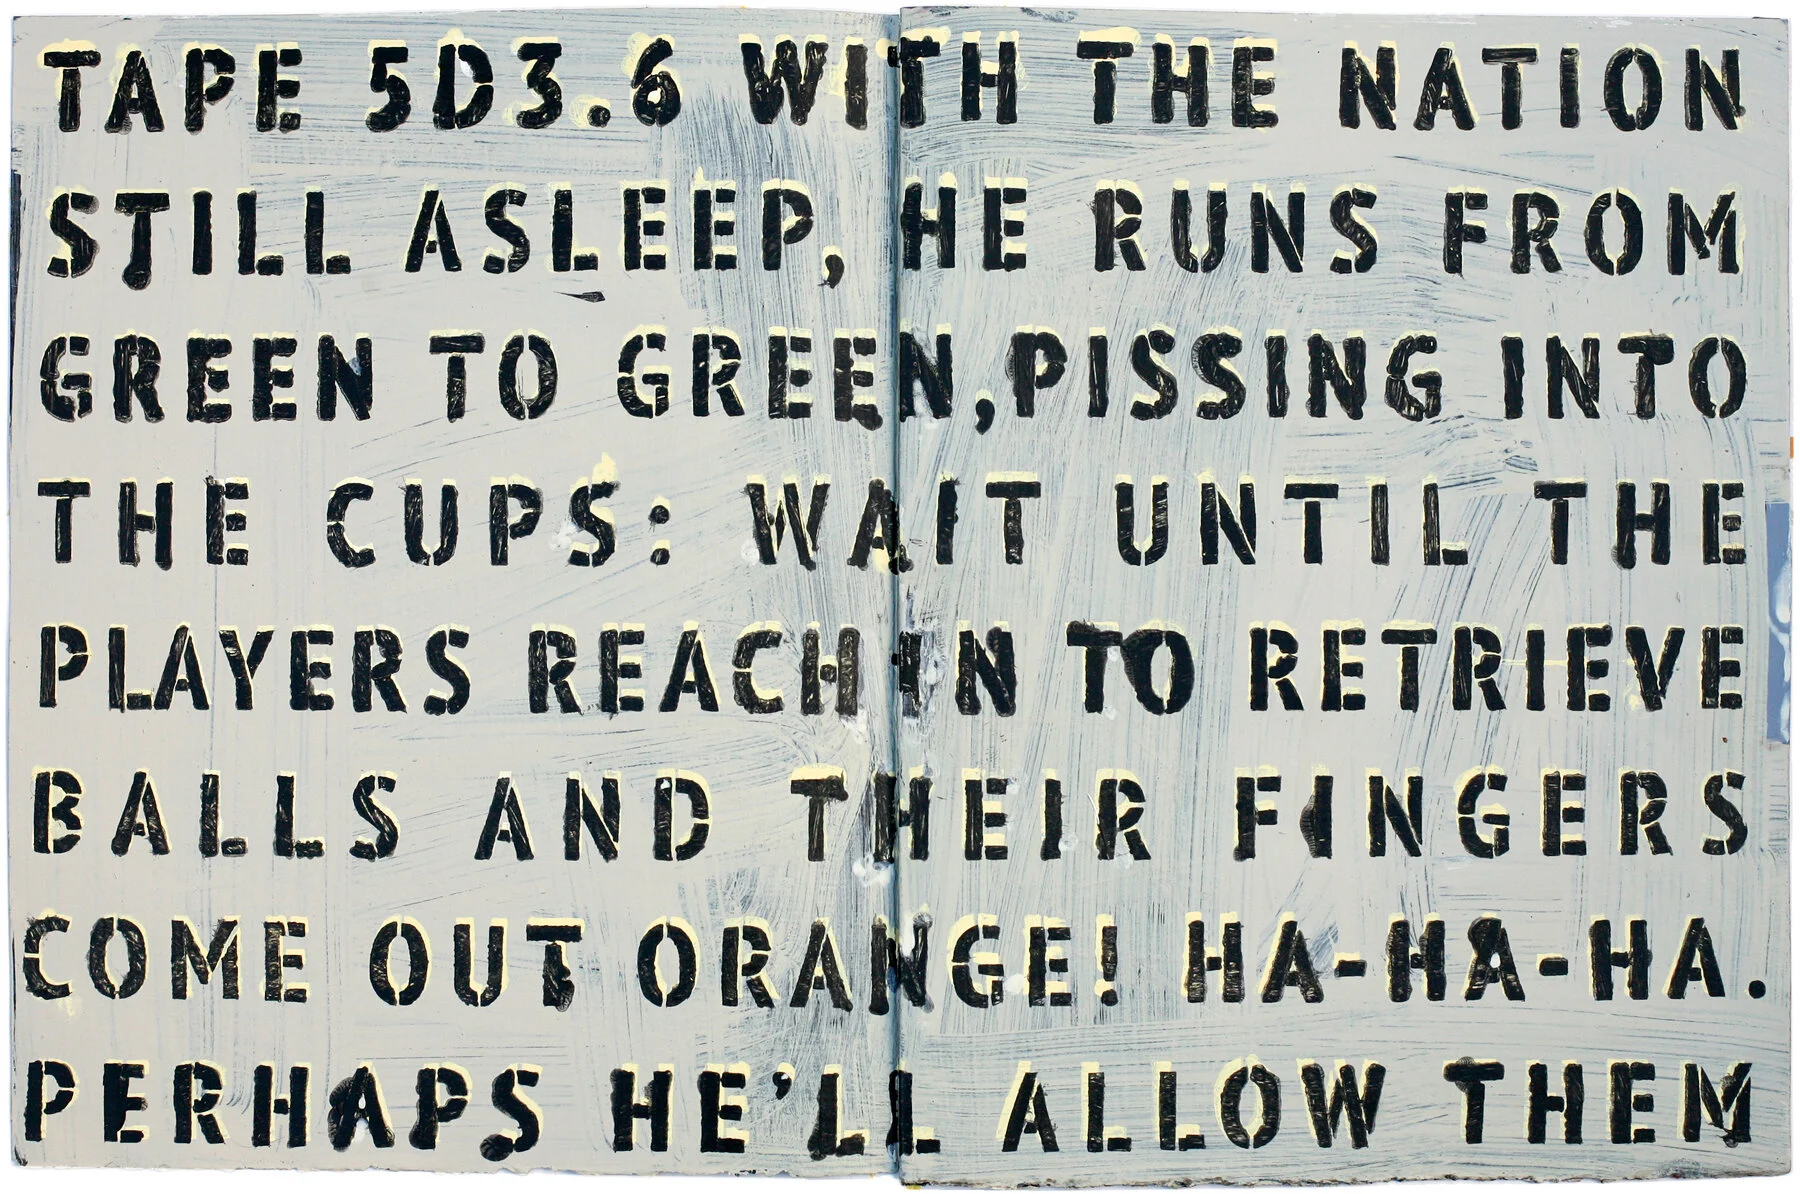 TAPE 5D3.6 WITH THE NATION
STILL ASLEEP, HE RUNS FROM
GREEN TO GREEN, PISSING INTO
THE CUPS: WAIT UNTIL THE
PLAYERS REACH IN TO RETRIEVE
BALLS AND THEIR FINGERS
COME OUT ORANGE! HA-HA-HA.
PERHAPS HE'LL ALLOW THEM